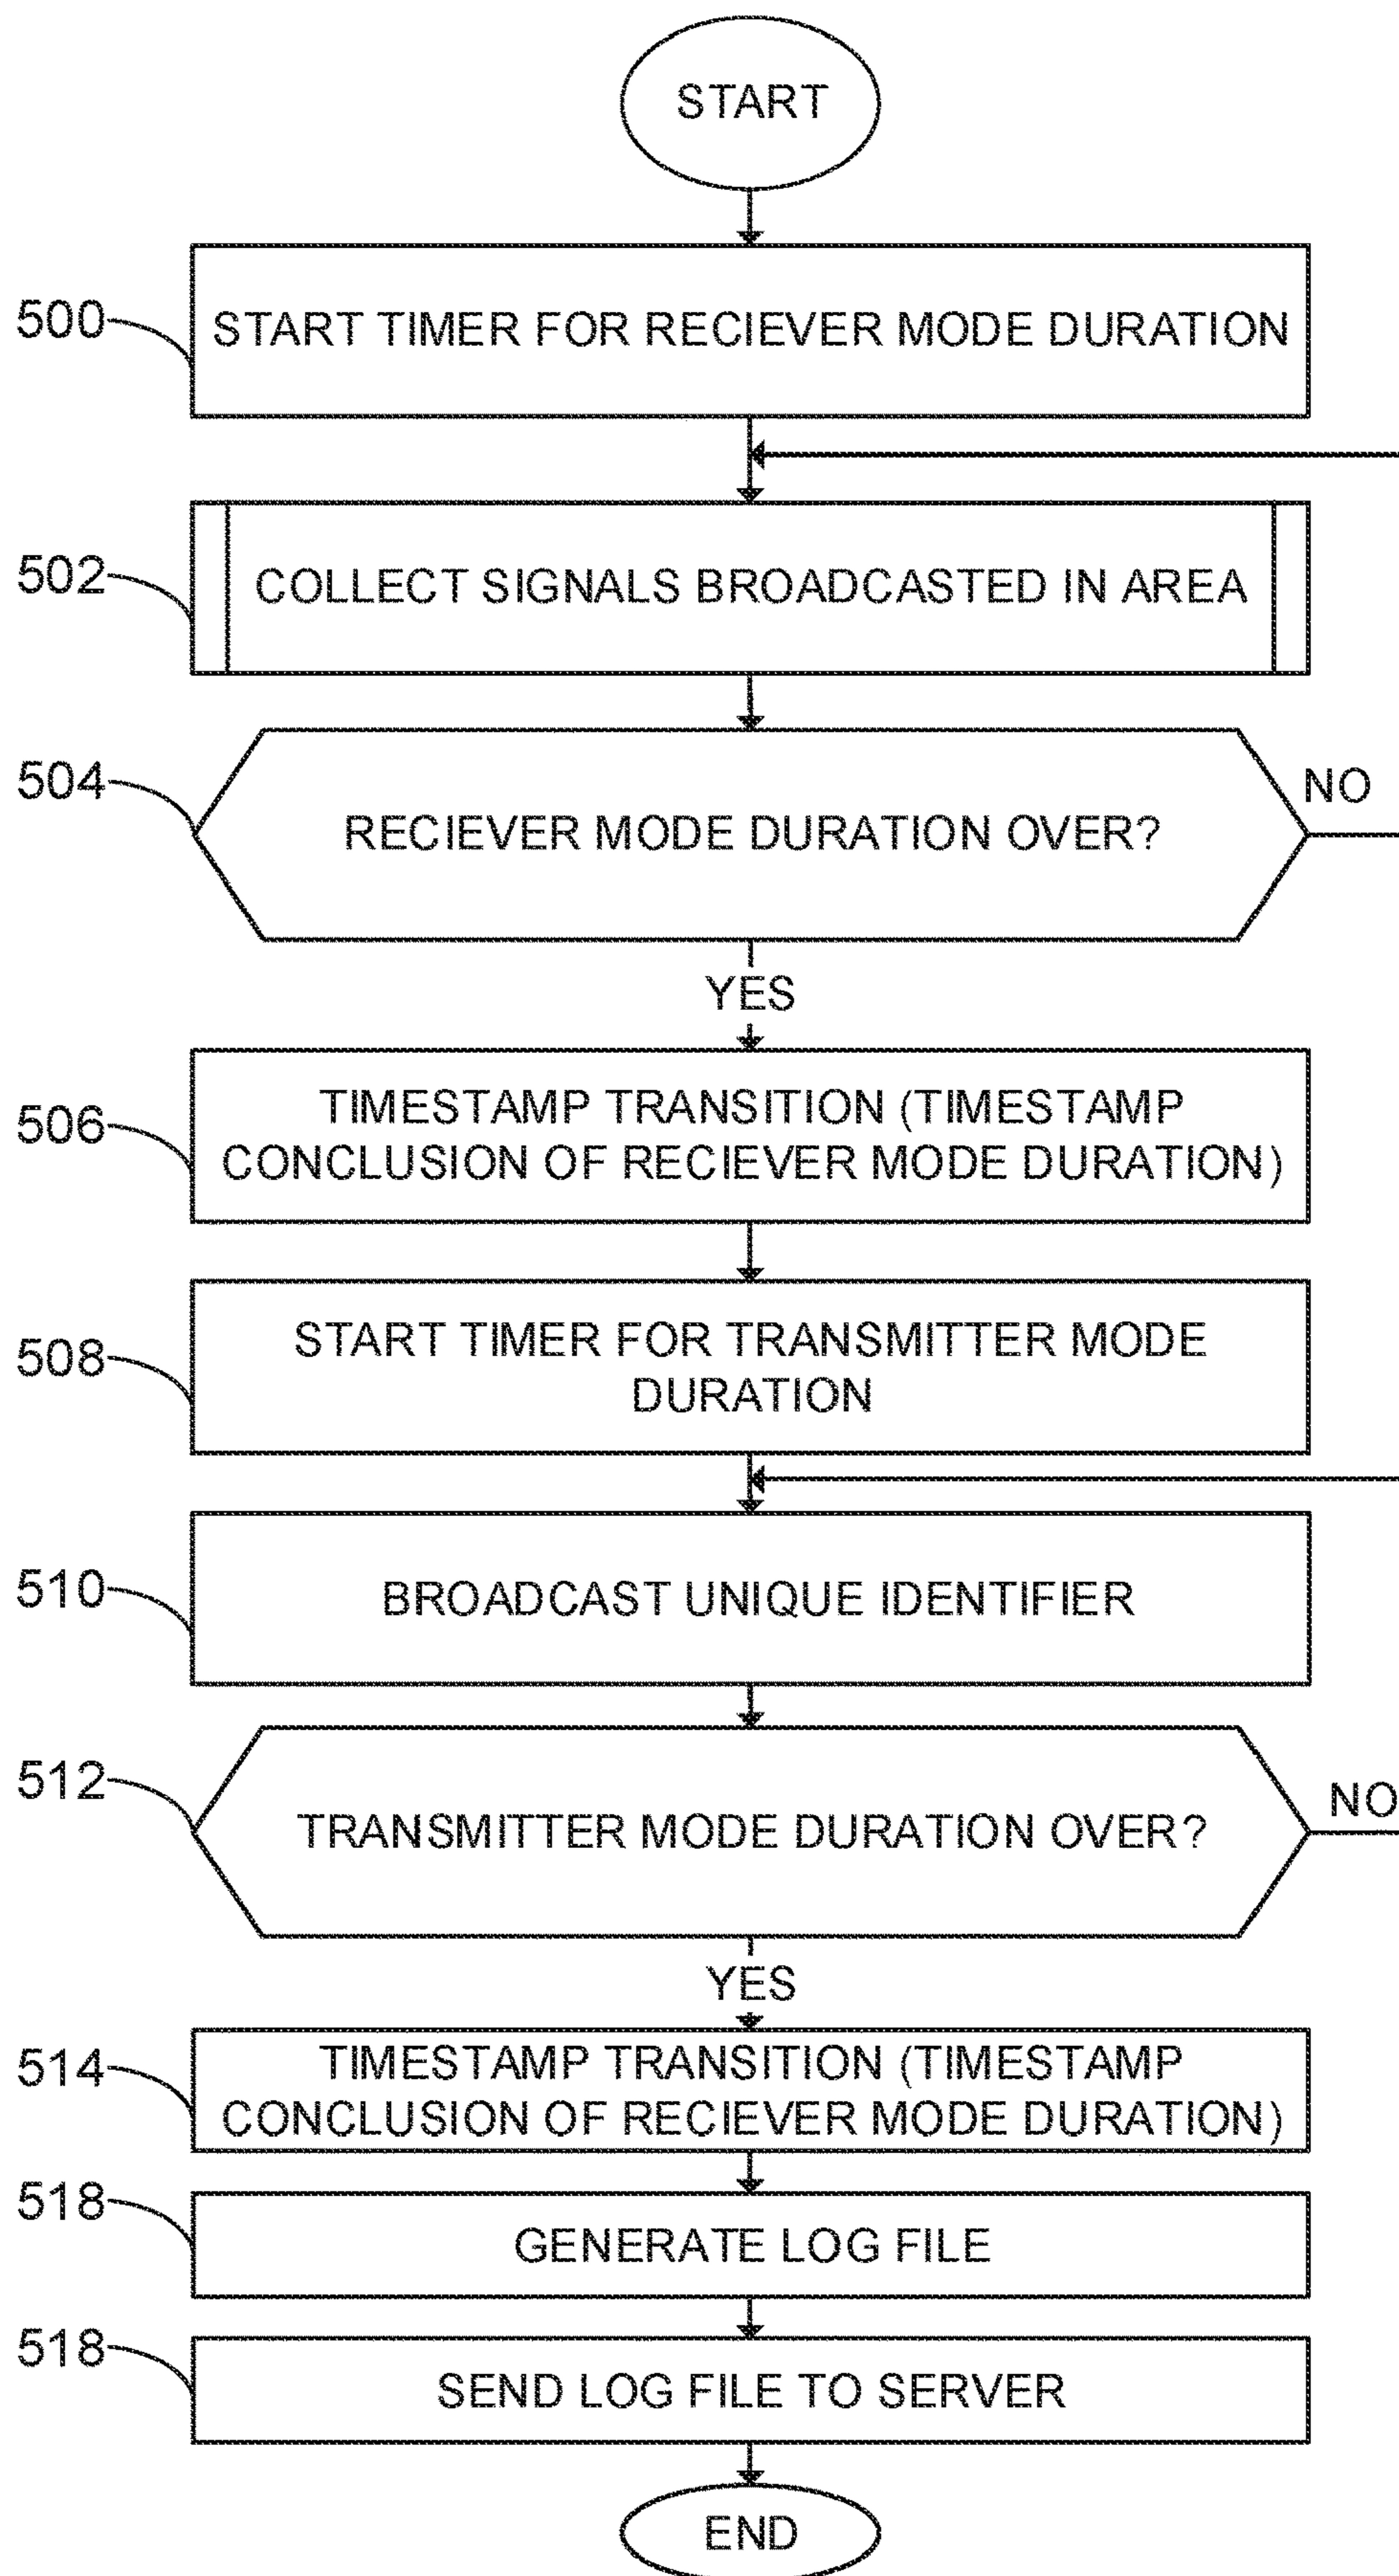 START
500
START TIMER FOR RECIEVER MODE DURATION
502
COLLECT SIGNALS BROADCASTED IN AREA
504
RECIEVER MODE DURATION OVER?
NO
YES
506
TIMESTAMP TRANSITION (TIMESTAMP
CONCLUSION OF RECIEVER MODE DURATION)
508
START TIMER FOR TRANSMITTER MODE
DURATION
510
BROADCAST UNIQUE IDENTIFIER
512
TRANSMITTER MODE DURATION OVER?
NO
YES
514
TIMESTAMP TRANSITION (TIMESTAMP
CONCLUSION OF RECIEVER MODE DURATION)
518
GENERATE LOG FILE
518
SEND LOG FILE TO SERVER
END